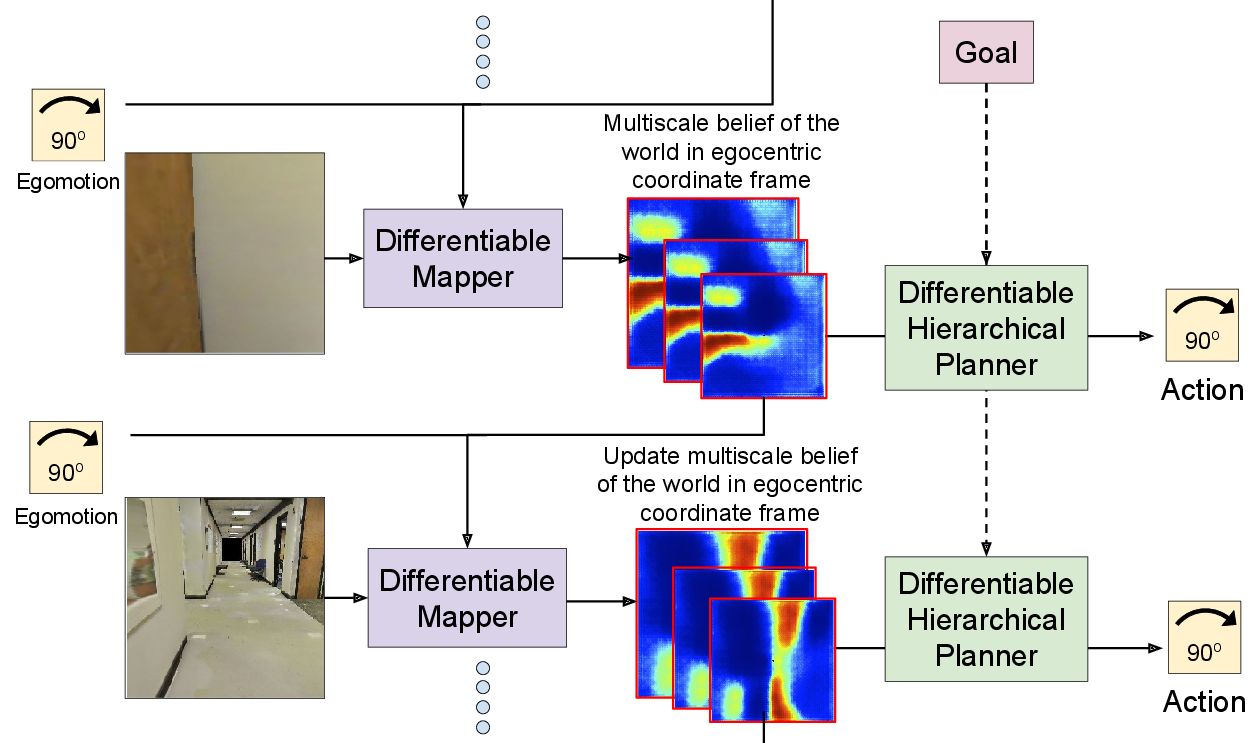 Goal
90°
Egomotion
Multiscale belief of the
world in egocentric
coordinate frame
Differentiable
Mapper
Differentiable
Hierarchical
Planner
90°
Action
90°
Egomotion
Update multiscale belief
of the world in egocentric
coordinate frame
Differentiable
Mapper
Differentiable
Hierarchical
Planner
90°
Action